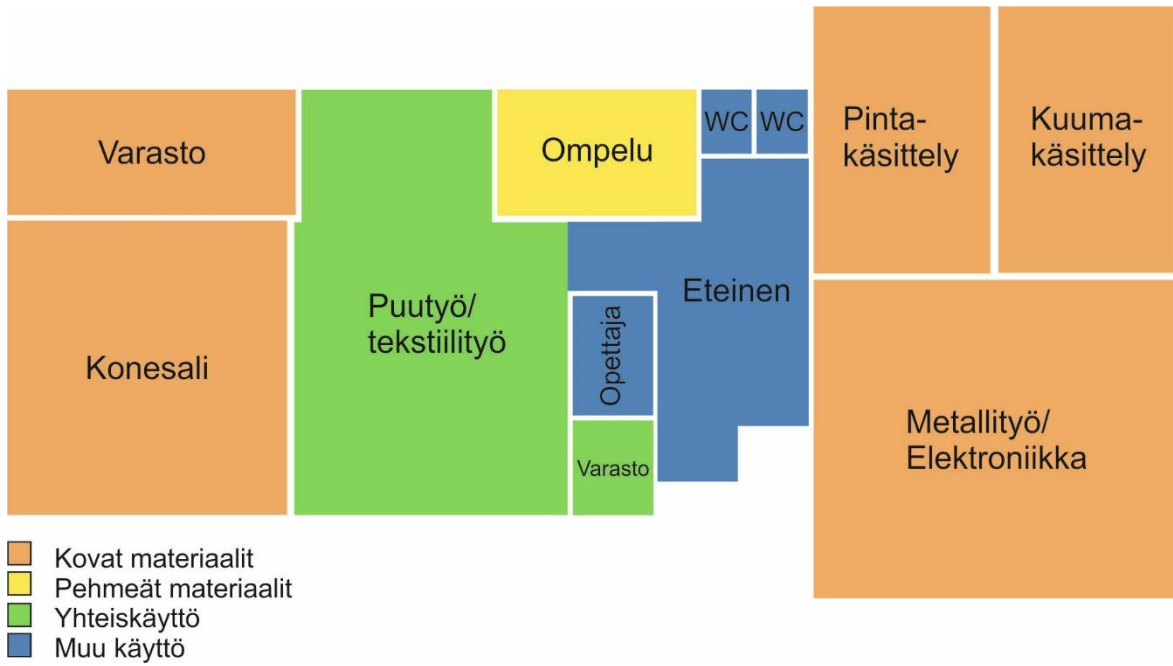 Varasto
Ompelu
WC
WC
Pinta-
käsittely
Kuuma-
käsittely
Konesali
Puutyö/
tekstiilityö
Eteinen
Opettaja
Varasto
Metallityö/
Elektroniikka
Kovat materiaalit
Pehmeät materiaalit
Yhteiskäyttö
Muu käyttö